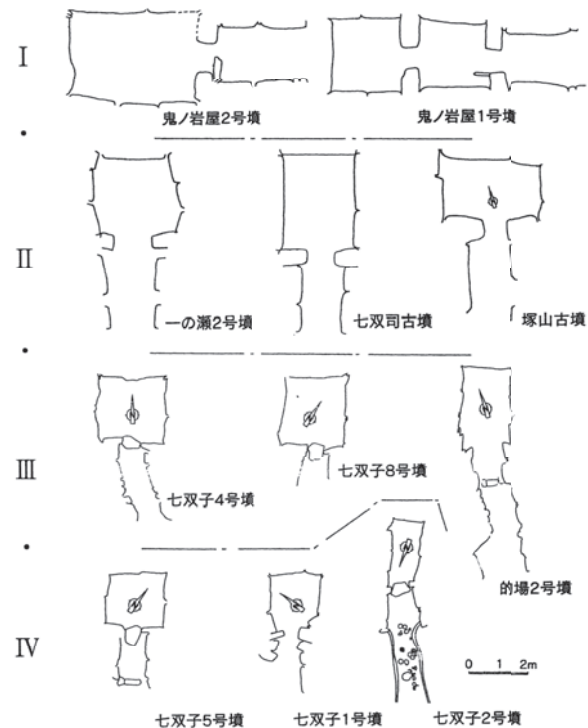 I
鬼ノ岩屋2号墳
鬼ノ岩屋1号墳
II
一の瀬2号墳
七双司古墳
塚山古墳
III
七双子4号墳
七双子8号墳
的場2号墳
IV
0 1 2m
七双子5号墳
七双子1号墳
七双子2号墳